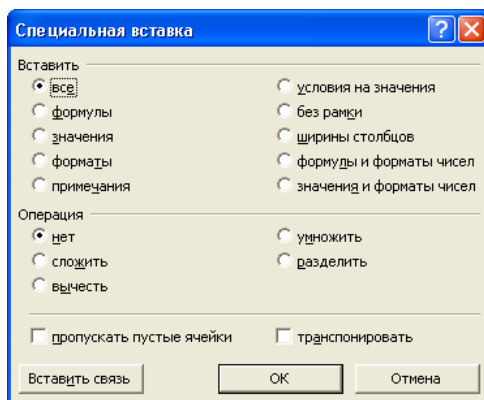 Специальная вставка
Вставить
все
условия на значения
формулы
без рамки
значения
ширины столбцов
форматы
формулы и форматы чисел
примечания
значения и форматы чисел
Операция
нет
умножить
сложить
разделить
вычесть
пропускать пустые ячейки
транспонировать
Вставить связь
ОК
Отмена